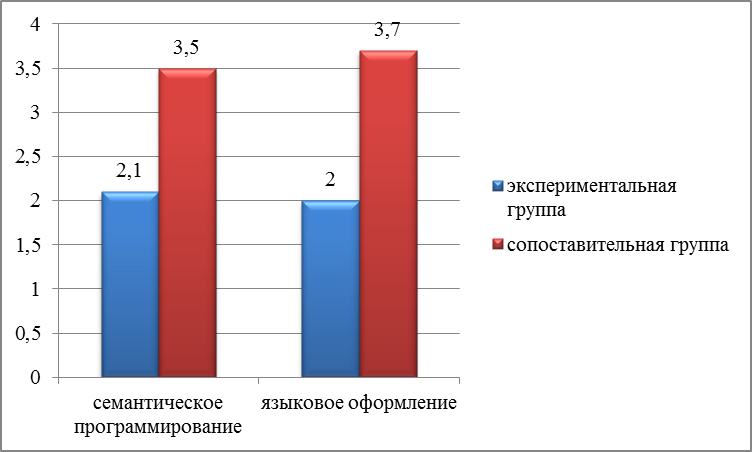 4
3,5
3
2,5
2
1,5
1
0,5
0
2,1
3,5
2
3,7
семантическое
программирование
языковое оформление
экспериментальная
группа
сопоставительная группа